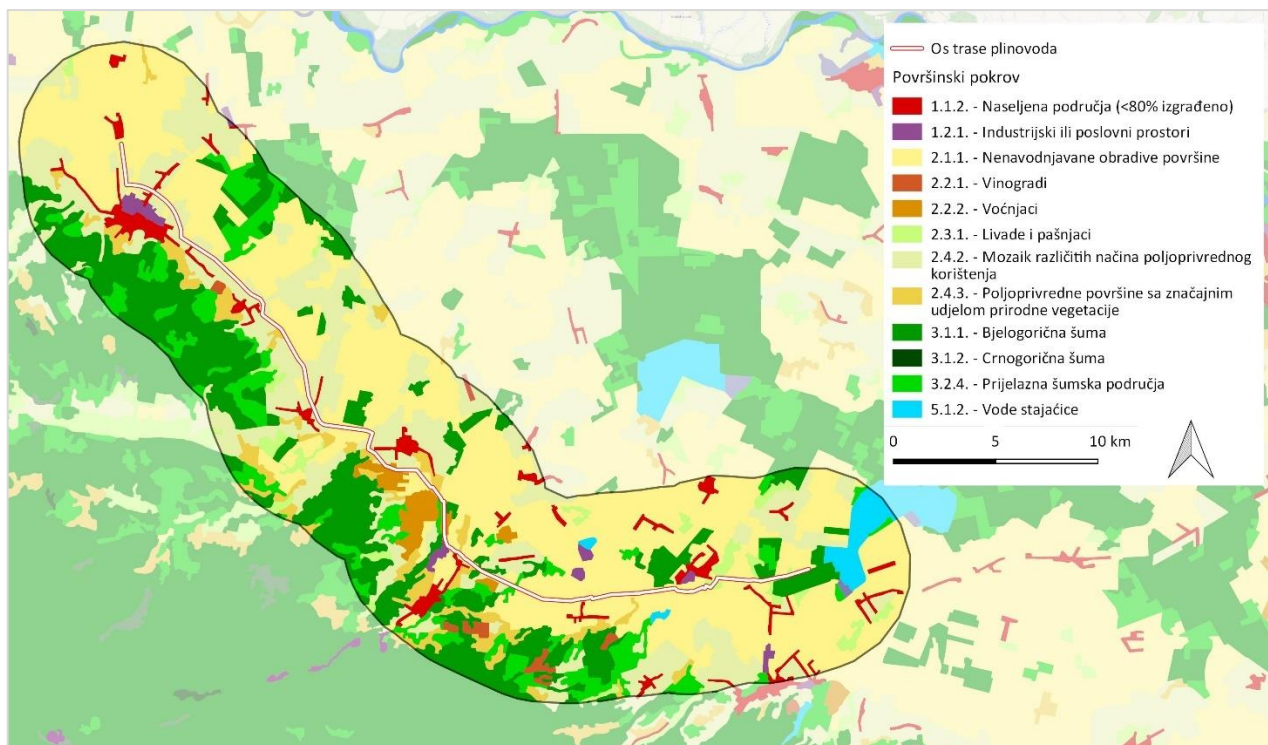 Os trase plinovoda
Površinski pokrov
1.1.2. - Naseljena područja (<80% izgrađeno)
1.2.1. - Industrijski ili poslovni prostori
2.1.1. - Nenavodnjavane obradive površine
2.2.1. - Vinogradi
2.2.2. - Voćnjaci
2.3.1. - Livade i pašnjaci
2.4.2. - Mozaik različitih načina poljoprivrednog
korištenja
2.4.3. - Poljoprivredne površine sa značajnim
udjelom prirodne vegetacije
3.1.1. - Bjelogorična šuma
3.1.2. - Crnogorična šuma
3.2.4. - Prijelazna šumska područja
5.1.2. - Vode stajaćice
0 5 10 km